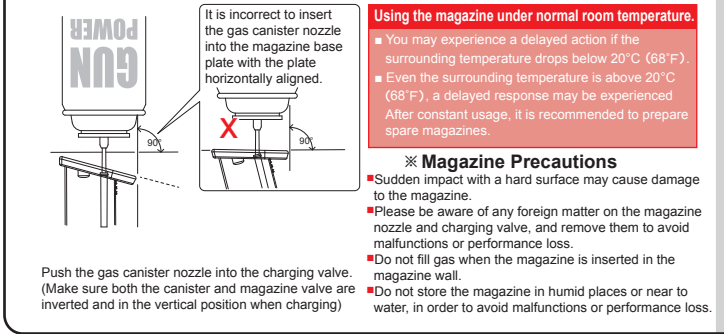 GUN
POWER
90°
It is incorrect to insert
the gas canister nozzle
into the magazine base
plate with the plate
horizontally aligned.
X
90°
Push the gas canister nozzle into the charging valve.
(Make sure both the canister and magazine valve are
inverted and in the vertical position when charging)
Using the magazine under normal room temperature.
■ You may experience a delayed action if the
surrounding temperature drops below 20°C (68°F).
■ Even the surrounding temperature is above 20°C
(68°F), a delayed response may be experienced
After constant usage, it is recommended to prepare
spare magazines.
※ Magazine Precautions
■Sudden impact with a hard surface may cause damage
to the magazine.
■Please be aware of any foreign matter on the magazine
nozzle and charging valve, and remove them to avoid
malfunctions or performance loss.
■Do not fill gas when the magazine is inserted in the
magazine wall.
■Do not store the magazine in humid places or near to
water, in order to avoid malfunctions or performance loss.